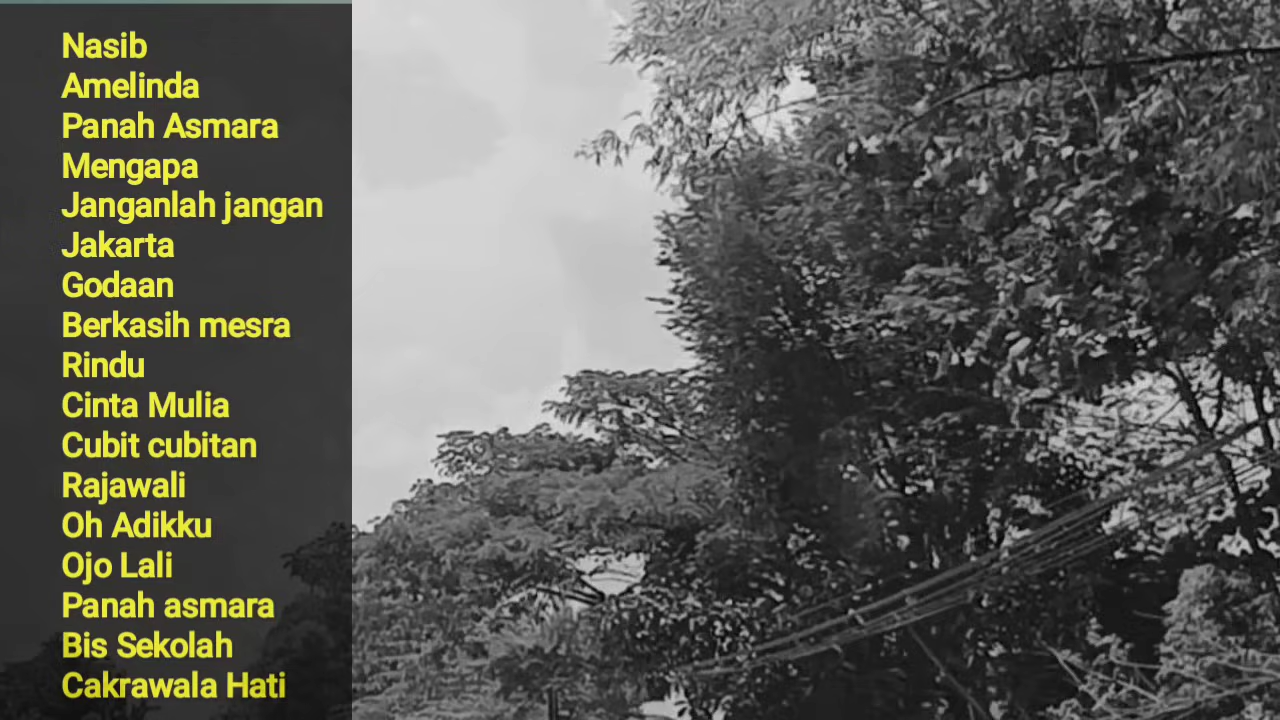 Nasib
Amelinda
Panah Asmara
Mengapa
Janganlah jangan
Jakarta
Godaan
Berkasih mesra
Rindu
Cinta Mulia
Cubit cubitan
Rajawali
Oh Adikku
Ojo Lali
Panah asmara
Bis Sekolah
Cakrawala Hati